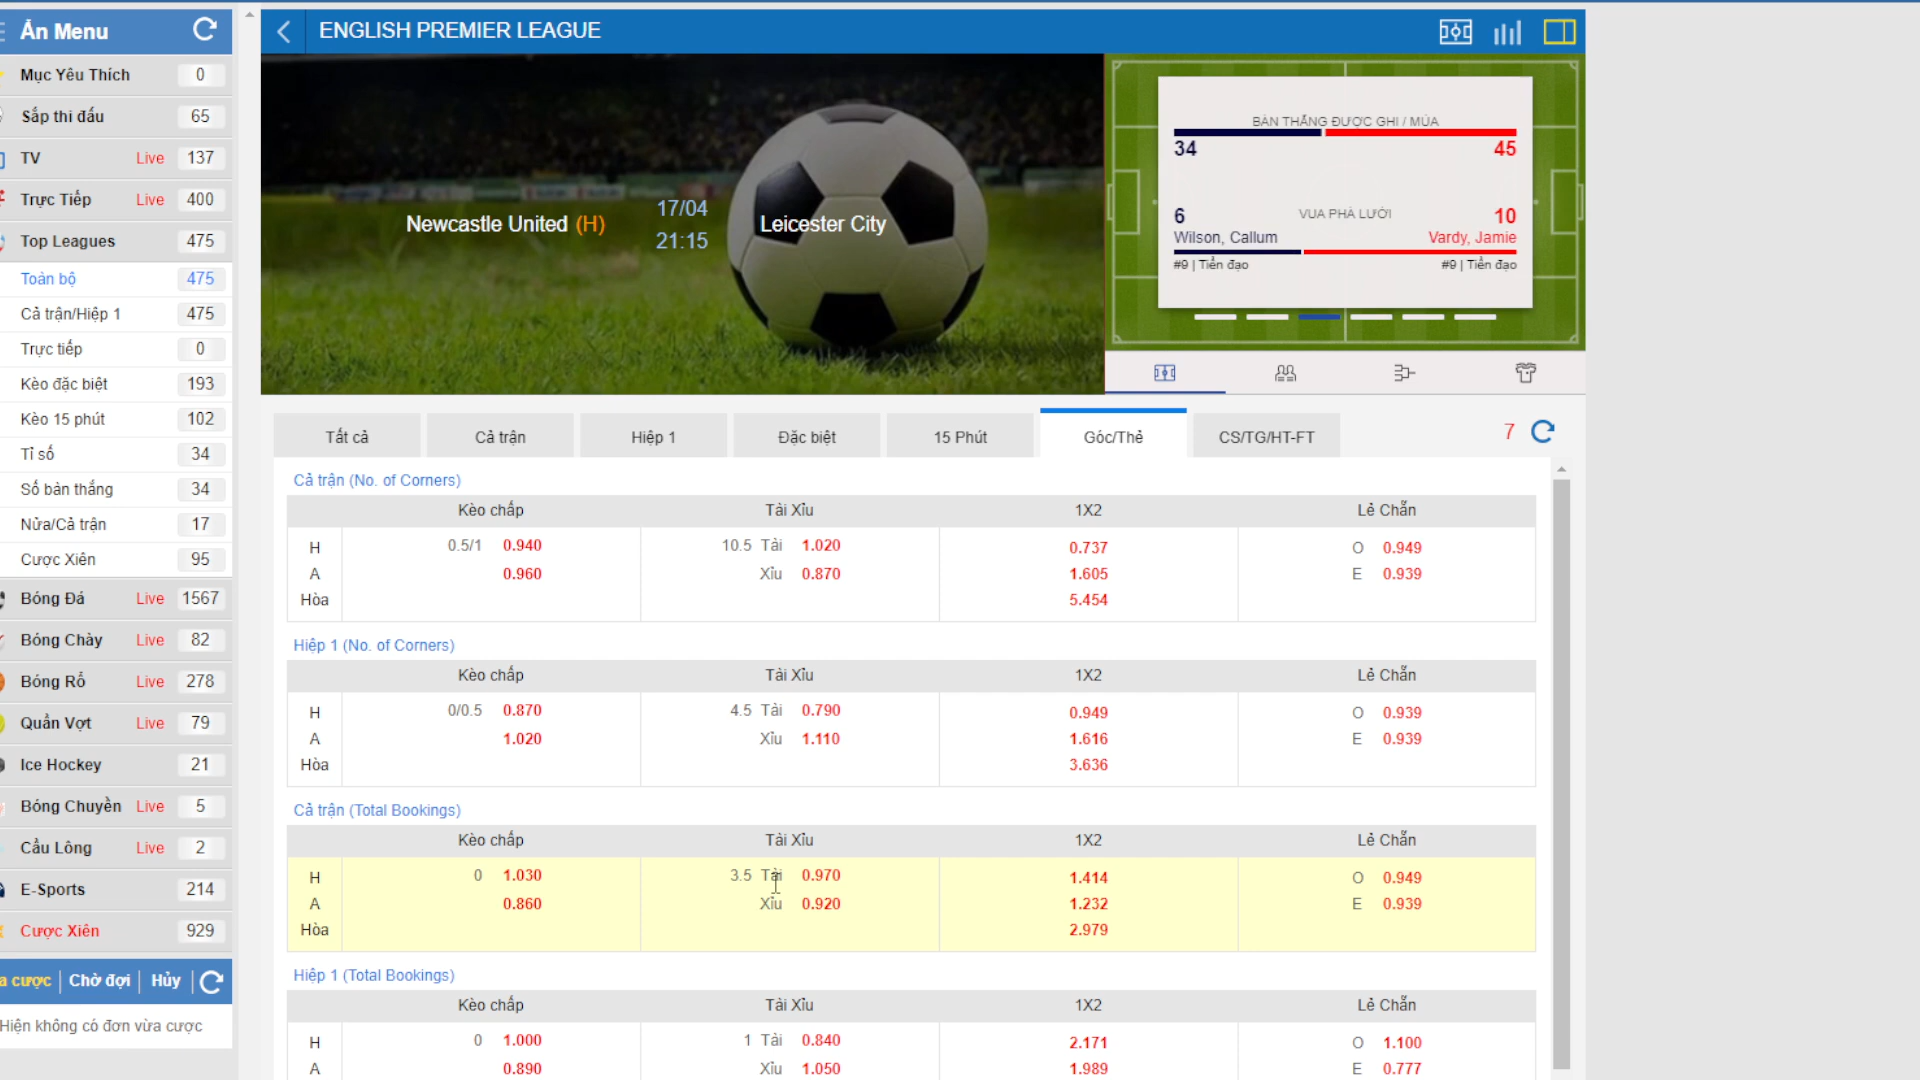 Ẩn Menu
Mục Yêu Thích 0
Sắp thi đấu 65
TV Live 137
Trực Tiếp Live 400
Top Leagues 475
Toàn bộ 475
Cả trận/Hiệp 1 475
Trực tiếp 0
Kèo đặc biệt 193
Kèo 15 phút 102
Tỉ số 34
Số bàn thắng 34
Nửa/Cả trận 17
Cược Xiên 95
Bóng Đá Live 1567
Bóng Chày Live 82
Bóng Rổ Live 278
Quần Vợt Live 79
Ice Hockey 21
Bóng Chuyền Live 5
Cầu Lông Live 2
E-Sports 214
Cược Xiên 929
a cược Chờ đợi Hủy
Hiện không có đơn vừa cược
ENGLISH PREMIER LEAGUE
Newcastle United (H)
17/04
21:15
Leicester City
BÀN THẮNG ĐƯỢC GHI / MÙA
34 45
6 VUA PHÁ LƯỚI 10
Wilson, Callum Vardy, Jamie
#9 | Tiền đạo #9 | Tiền đạo
Tất cả Cả trận Hiệp 1 Đặc biệt 15 Phút Góc/Thẻ CS/TG/HT-FT 7
Cả trận (No. of Corners)
Kèo chấp Tài Xỉu 1X2 Lẻ Chẵn
H 0.5/1 0.940 10.5 Tài 1.020 0.737 O 0.949
A 0.960 Xỉu 0.870 1.605 E 0.939
Hòa 5.454
Hiệp 1 (No. of Corners)
Kèo chấp Tài Xỉu 1X2 Lẻ Chẵn
H 0/0.5 0.870 4.5 Tài 0.790 0.949 O 0.939
A 1.020 Xỉu 1.110 1.616 E 0.939
Hòa 3.636
Cả trận (Total Bookings)
Kèo chấp Tài Xỉu 1X2 Lẻ Chẵn
H 0 1.030 3.5 Tài 0.970 1.414 O 0.949
A 0.860 Xỉu 0.920 1.232 E 0.939
Hòa 2.979
Hiệp 1 (Total Bookings)
Kèo chấp Tài Xỉu 1X2 Lẻ Chẵn
H 0 1.000 1 Tài 0.840 2.171 O 1.100
A 0.890 Xỉu 1.050 1.989 E 0.777